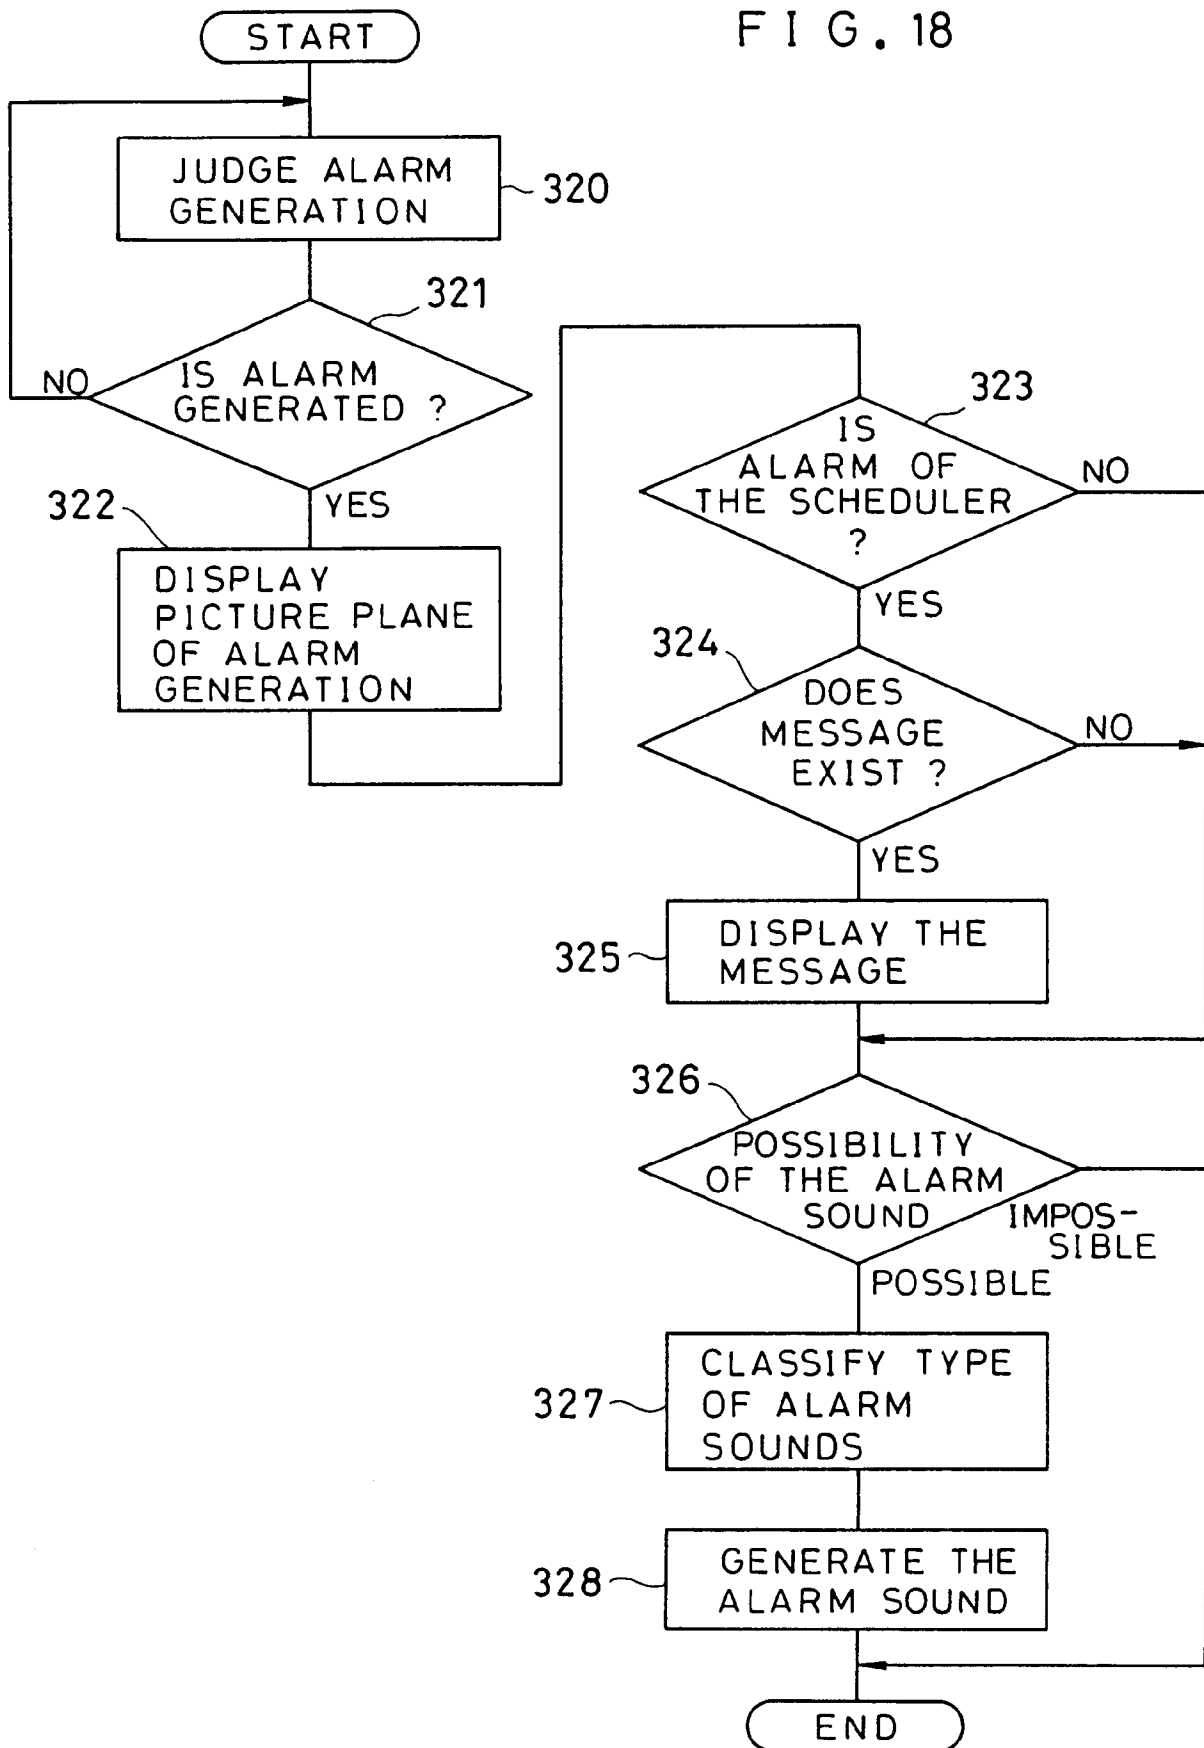 FIG. 18
START
JUDGE ALARM
GENERATION
320
321
IS ALARM
GENERATED ?
NO
YES
322
DISPLAY
PICTURE PLANE
OF ALARM
GENERATION
323
IS
ALARM OF
THE SCHEDULER
?
NO
YES
324
DOES
MESSAGE
EXIST ?
NO
YES
325
DISPLAY THE
MESSAGE
326
POSSIBILITY
OF THE ALARM
SOUND
IMPOS-
SIBLE
POSSIBLE
327
CLASSIFY TYPE
OF ALARM
SOUNDS
328
GENERATE THE
ALARM SOUND
END